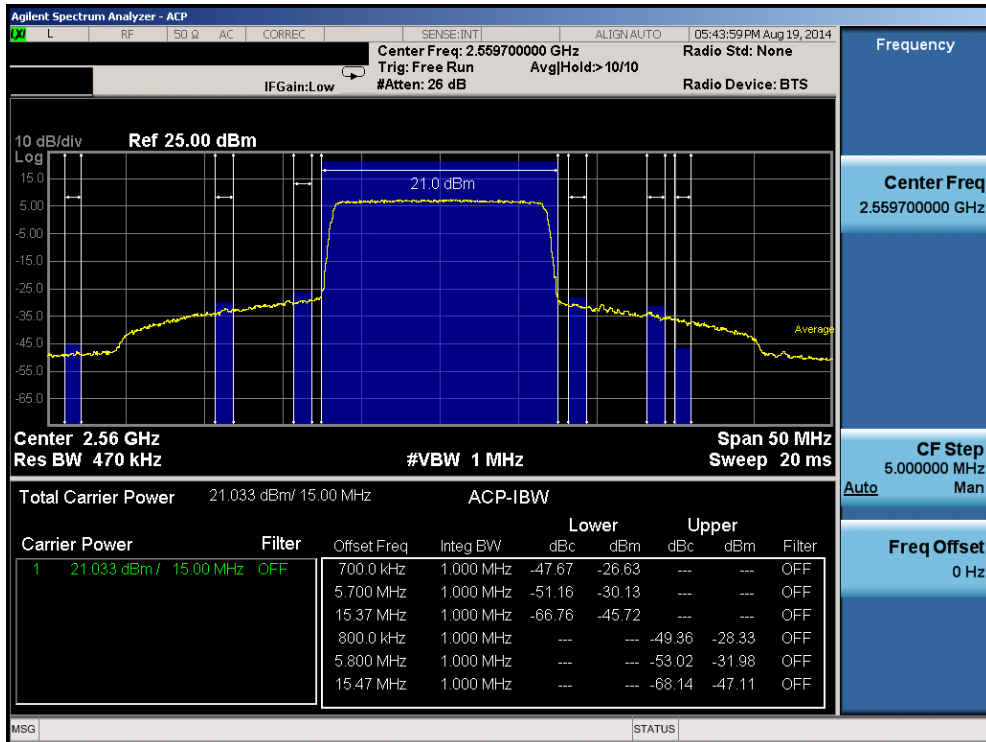 Agilent Spectrum Analyzer - ACP
LXI L RF 50 Ω AC CORREC SENSE:INT ALIGN AUTO 05:43:59 PM Aug 19, 2014
Center Freq: 2.559700000 GHz Radio Std: None
Trig: Free Run Avg|Hold:> 10/10
IFGain:Low #Atten: 26 dB Radio Device: BTS
10 dB/div Ref 25.00 dBm
Log
15.0
5.00
-5.00
-15.0
-25.0
-35.0
-45.0
-55.0
-65.0
21.0 dBm
Average
Center 2.56 GHz Span 50 MHz
Res BW 470 kHz #VBW 1 MHz Sweep 20 ms
Total Carrier Power 21.033 dBm/ 15.00 MHz ACP-IBW
Lower Upper
Carrier Power Filter Offset Freq Integ BW dBc dBm dBc dBm Filter
1 21.033 dBm / 15.00 MHz OFF 700.0 kHz 1.000 MHz -47.67 -26.63 --- --- OFF
5.700 MHz 1.000 MHz -51.16 -30.13 --- --- OFF
15.37 MHz 1.000 MHz -66.76 -45.72 --- --- OFF
800.0 kHz 1.000 MHz --- --- -49.36 -28.33 OFF
5.800 MHz 1.000 MHz --- --- -53.02 -31.98 OFF
15.47 MHz 1.000 MHz --- --- -68.14 -47.11 OFF
MSG STATUS
Frequency
Center Freq
2.559700000 GHz
CF Step
5.000000 MHz
Auto Man
Freq Offset
0 Hz